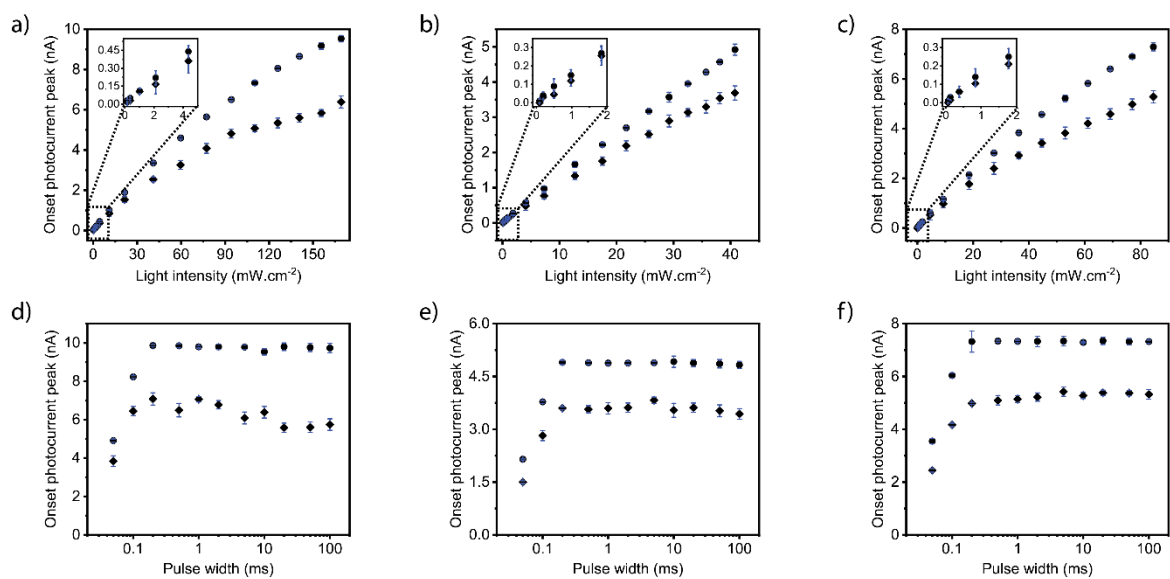 a)
10
8
6
4
2
0
Onset photocurrent peak (nA)
0.45
0.30
0.15
0.00
0 2 4
0 30 60 90 120 150
Light intensity (mW.cm-2)
b)
5
4
3
2
1
0
Onset photocurrent peak (nA)
0.3
0.2
0.1
0.0
0 1 2
0 10 20 30 40
Light intensity (mW.cm-2)
c)
8
6
4
2
0
Onset photocurrent peak (nA)
0.3
0.2
0.1
0.0
0 1 2
0 20 40 60 80
Light intensity (mW.cm-2)
d)
10
8
6
4
2
0
Onset photocurrent peak (nA)
0.1 1 10 100
Pulse width (ms)
e)
6.0
4.5
3.0
1.5
0.0
Onset photocurrent peak (nA)
0.1 1 10 100
Pulse width (ms)
f)
8
6
4
2
0
Onset photocurrent peak (nA)
0.1 1 10 100
Pulse width (ms)